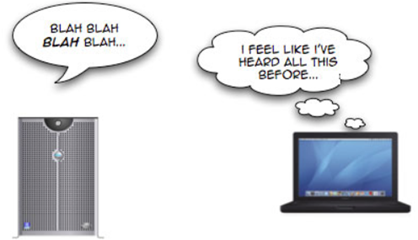 BLAH BLAH
BLAH BLAH...
I FEEL LIKE I'VE
HEARD ALL THIS
BEFORE...